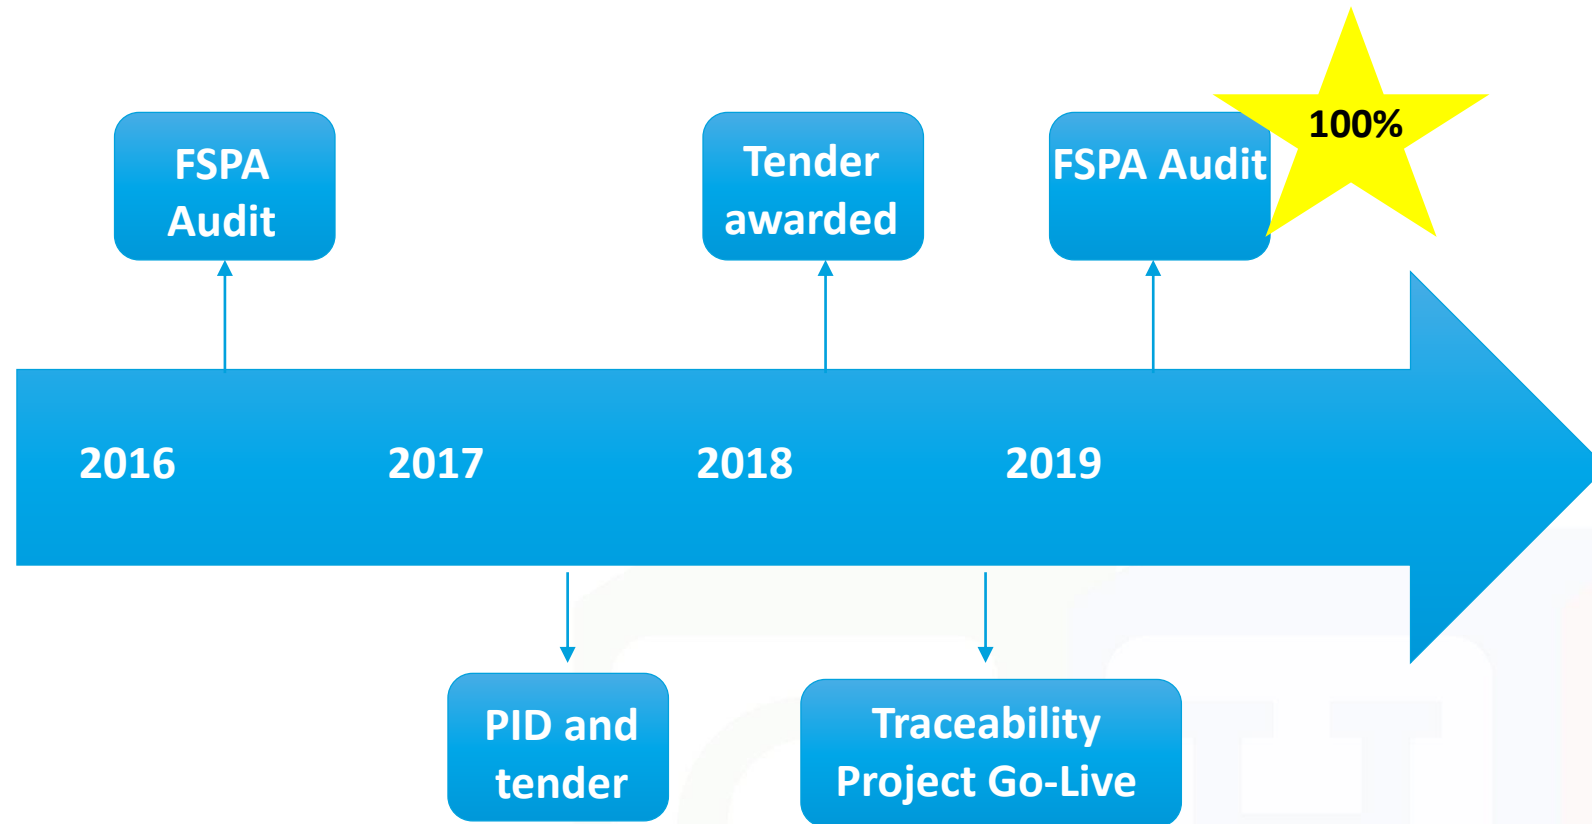 100%
FSPA
Audit
Tender
awarded
FSPA Audit
2016
2017
2018
2019
PID and
tender
Traceability
Project Go-Live